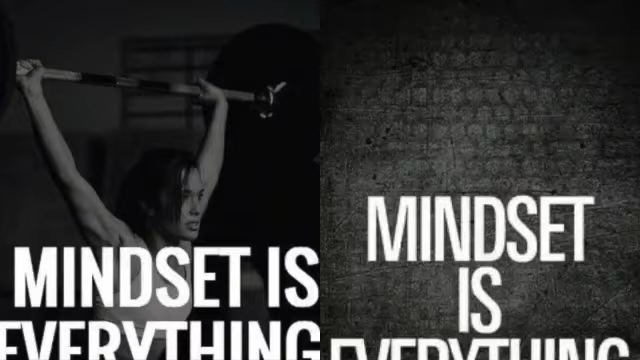 MINDSET IS
EVERYTHING
MINDSET
IS
EVERYTHING